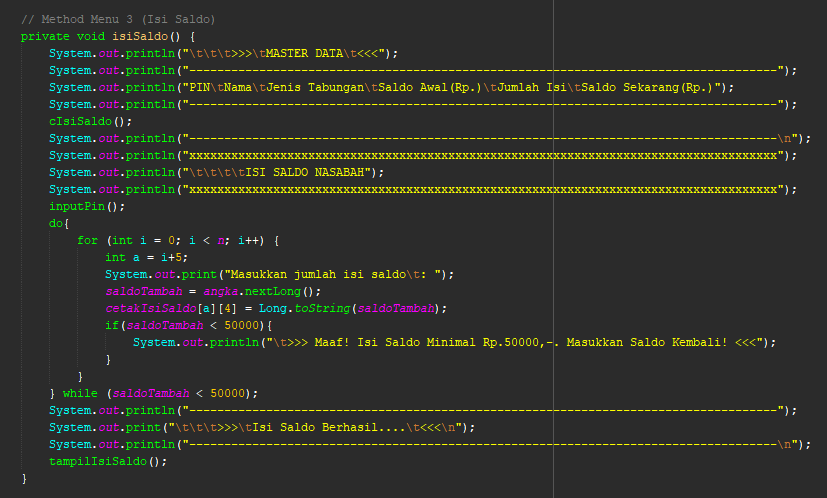 // Method Menu 3 (Isi Saldo)
private void isiSaldo() {
System.out.println("\t\t\t>>>\tMASTER DATA\t<<<");
System.out.println("------------------------------------------------------------------------------------");
System.out.println("PIN\tNama\tJenis Tabungan\tSaldo Awal(Rp.)\tJumlah Isi\tSaldo Sekarang(Rp.)");
System.out.println("------------------------------------------------------------------------------------");
cIsiSaldo();
System.out.println("------------------------------------------------------------------------------------\n");
System.out.println("xxxxxxxxxxxxxxxxxxxxxxxxxxxxxxxxxxxxxxxxxxxxxxxxxxxxxxxxxxxxxxxxxxxxxxxxxxxxxxxxxxxx");
System.out.println("\t\t\t\tISI SALDO NASABAH");
System.out.println("xxxxxxxxxxxxxxxxxxxxxxxxxxxxxxxxxxxxxxxxxxxxxxxxxxxxxxxxxxxxxxxxxxxxxxxxxxxxxxxxxxxx");
inputPin();
do{
for (int i = 0; i < n; i++) {
int a = i+5;
System.out.print("Masukkan jumlah isi saldo\t: ");
saldoTambah = angka.nextLong();
cetakIsiSaldo[a][4] = Long.toString(saldoTambah);
if(saldoTambah < 50000){
System.out.println("\t>>> Maaf! Isi Saldo Minimal Rp.50000,-. Masukkan Saldo Kembali! <<<");
}
}
} while (saldoTambah < 50000);
System.out.println("------------------------------------------------------------------------------------");
System.out.print("\t\t\t>>>\tIsi Saldo Berhasil....\t<<<\n");
System.out.println("------------------------------------------------------------------------------------\n");
tampilIsiSaldo();
}